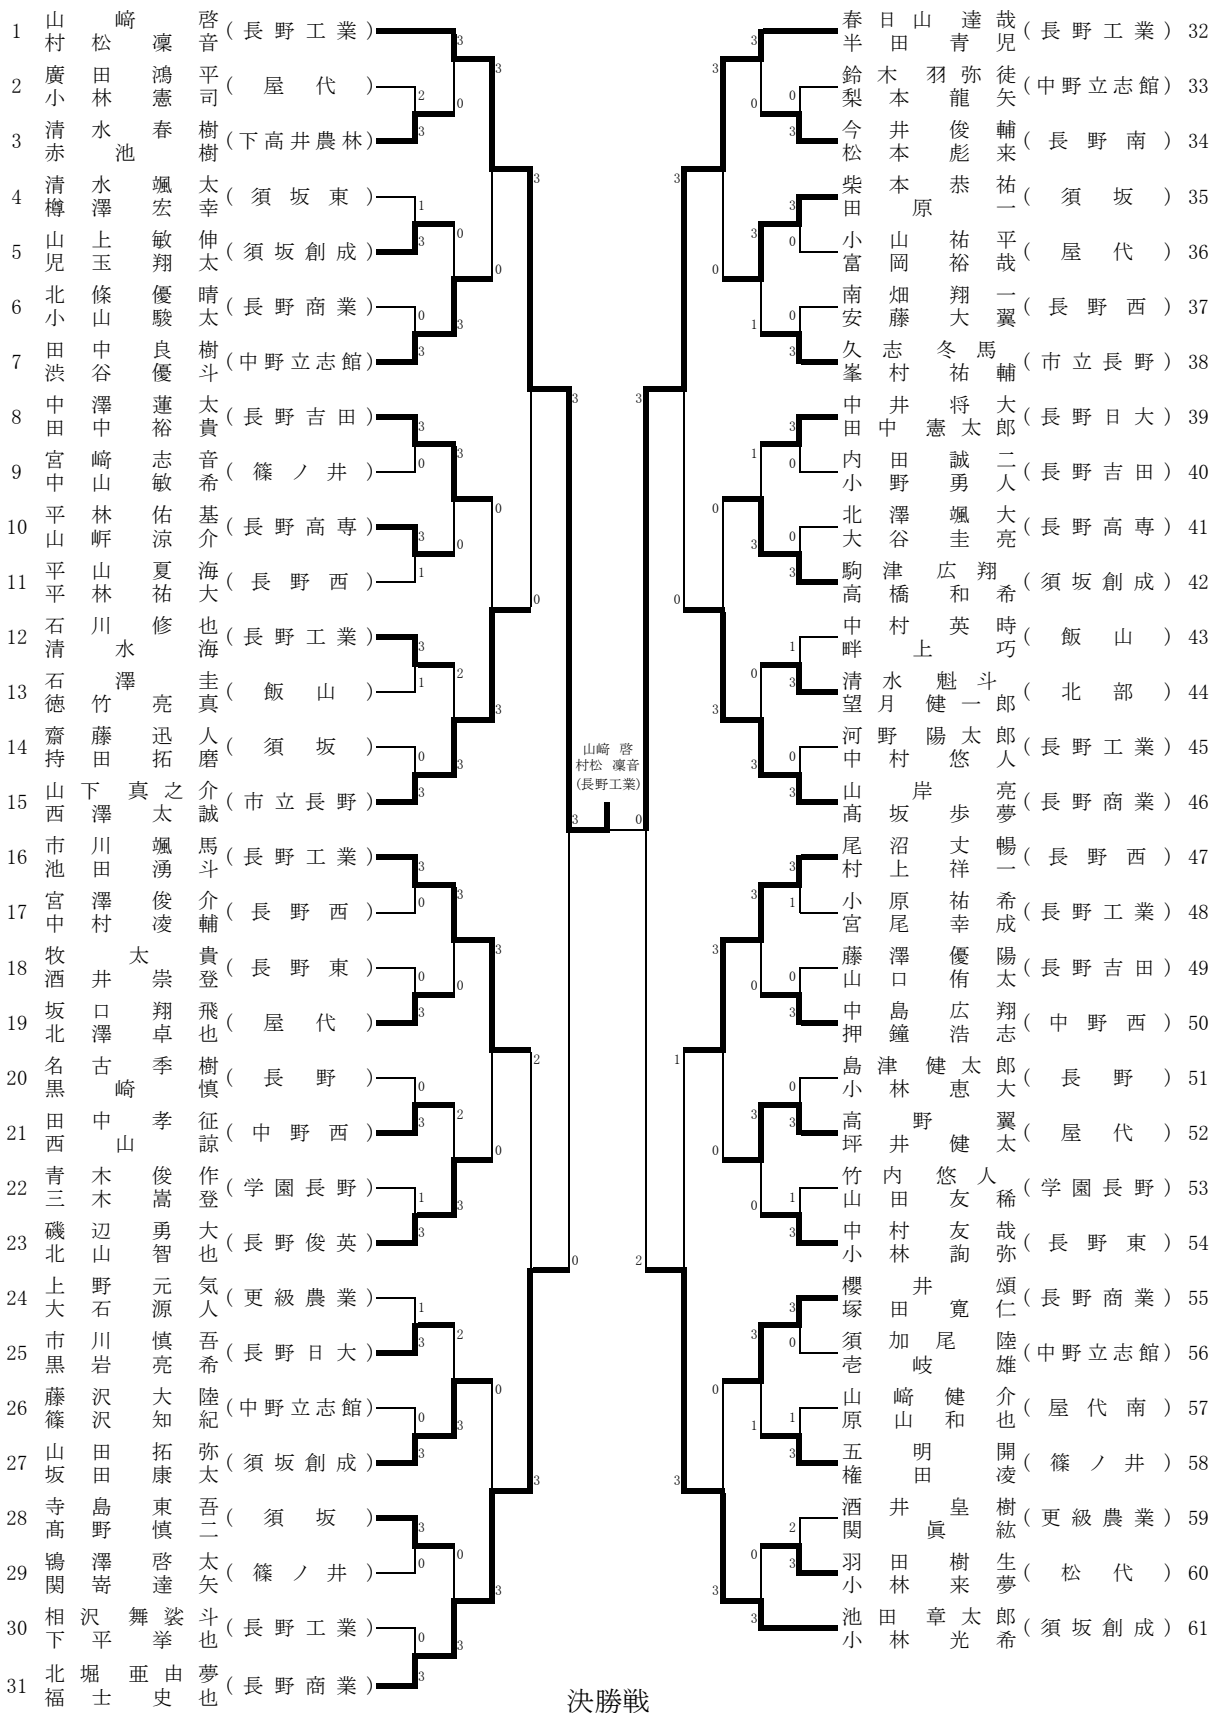 1 山﨑啓 村松凜音 (長野工業)
2 廣田鴻平 小林憲司 (屋代)
3 清水春樹 赤池樹 (下高井農林)
4 清水颯太 樽澤宏幸 (須坂東)
5 山上敏伸 児玉翔太 (須坂創成)
6 北條優晴 小山駿太 (長野商業)
7 田中良樹 渋谷優斗 (中野立志館)
8 中澤蓮太 田中裕貴 (長野吉田)
9 宮﨑志音 中山敏希 (篠ノ井)
10 平林佑基 山㟁涼介 (長野高専)
11 平山夏海 平林祐大 (長野西)
12 石川修也 清水海 (長野工業)
13 石澤圭 徳竹亮真 (飯山)
14 齋藤迅人 持田拓磨 (須坂)
15 山下真之介 西澤太誠 (市立長野)
16 市川颯馬 池田湧斗 (長野工業)
17 宮澤俊介 中村凌輔 (長野西)
18 牧太貴 酒井崇登 (長野東)
19 坂口翔飛 北澤卓也 (屋代)
20 名古季樹 黒崎慎 (長野)
21 田中孝征 西山諒 (中野西)
22 青木俊作 三木嵩登 (学園長野)
23 磯辺勇大 北山智也 (長野俊英)
24 上野元気 大石源人 (更級農業)
25 市川慎吾 黒岩亮希 (長野日大)
26 藤沢大陸 篠沢知紀 (中野立志館)
27 山田拓弥 坂田康太 (須坂創成)
28 寺島東吾 髙野慎二 (須坂)
29 鴇澤啓太 関嵜達矢 (篠ノ井)
30 相沢舞裟斗 下平挙也 (長野工業)
31 北堀亜由夢 福士史也 (長野商業)
山﨑 啓
村松 凜音
(長野工業)
3 0
春日山達哉 半田青児 (長野工業) 32
鈴木羽弥徒 梨本龍矢 (中野立志館) 33
今井俊輔 松本彪来 (長野南) 34
柴本恭祐 田原一 (須坂) 35
小山祐平 富岡裕哉 (屋代) 36
南畑翔一 安藤大翼 (長野西) 37
久志冬馬 峯村祐輔 (市立長野) 38
中井将大 田中憲太郎 (長野日大) 39
内田誠二 小野勇人 (長野吉田) 40
北澤颯大 大谷圭亮 (長野高専) 41
駒津広翔 高橋和希 (須坂創成) 42
中村英時 畔上巧 (飯山) 43
清水魁斗 望月健一郎 (北部) 44
河野陽太郎 中村悠人 (長野工業) 45
山岸亮 髙坂歩夢 (長野商業) 46
尾沼丈暢 村上祥一 (長野西) 47
小原祐希 宮尾幸成 (長野工業) 48
藤澤優陽 山口侑太 (長野吉田) 49
中島広翔 押鐘浩志 (中野西) 50
島津健太郎 小林恵大 (長野) 51
高野翼 坪井健太 (屋代) 52
竹内悠人 山田友稀 (学園長野) 53
中村友哉 小林詢弥 (長野東) 54
櫻井頌 塚田寛仁 (長野商業) 55
須加尾陸 壱岐雄 (中野立志館) 56
山﨑健介 原山和也 (屋代南) 57
五明開 権田凌 (篠ノ井) 58
酒井皇樹 関眞紘 (更級農業) 59
羽田樹生 小林来夢 (松代) 60
池田章太郎 小林光希 (須坂創成) 61
決勝戦